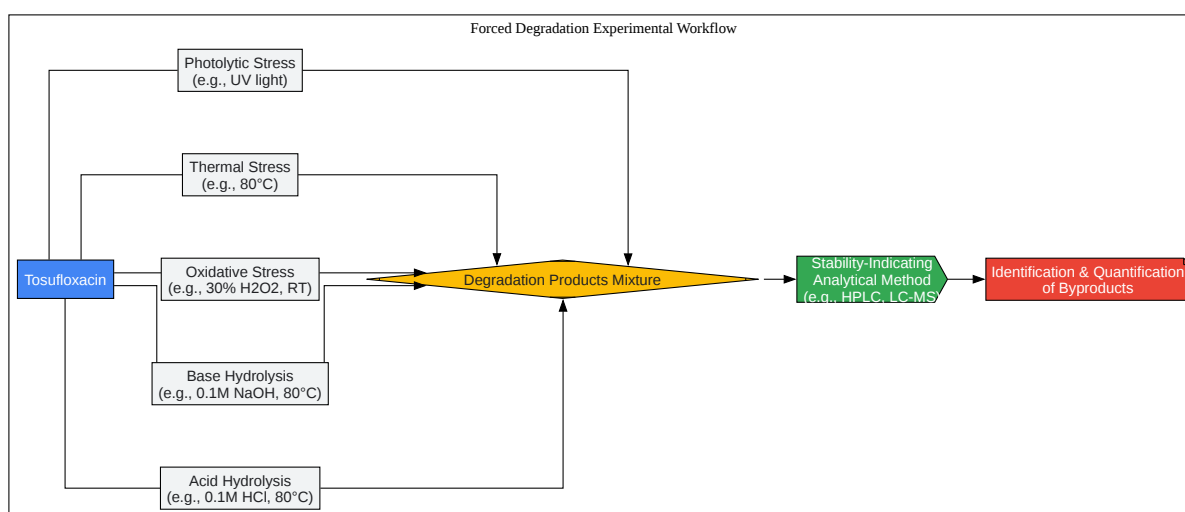 Forced Degradation Experimental Workflow
Photolytic Stress
(e.g., UV light)
Thermal Stress
(e.g., 80°C)
Tosufloxacin
Oxidative Stress
(e.g., 30% H2O2, RT)
Degradation Products Mixture
Stability-Indicating
Analytical Method
(e.g., HPLC, LC-MS)
Identification & Quantification
of Byproducts
Base Hydrolysis
(e.g., 0.1M NaOH, 80°C)
Acid Hydrolysis
(e.g., 0.1M HCl, 80°C)